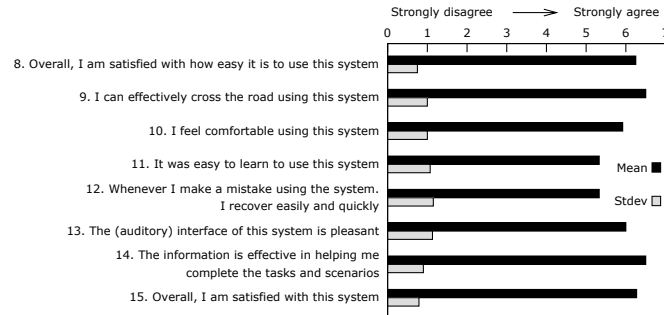 Strongly disagree → Strongly agree
0 1 2 3 4 5 6 7
8. Overall, I am satisfied with how easy it is to use this system
9. I can effectively cross the road using this system
10. I feel comfortable using this system
11. It was easy to learn to use this system
Mean
12. Whenever I make a mistake using the system.
I recover easily and quickly
Stdev
13. The (auditory) interface of this system is pleasant
14. The information is effective in helping me
complete the tasks and scenarios
15. Overall, I am satisfied with this system